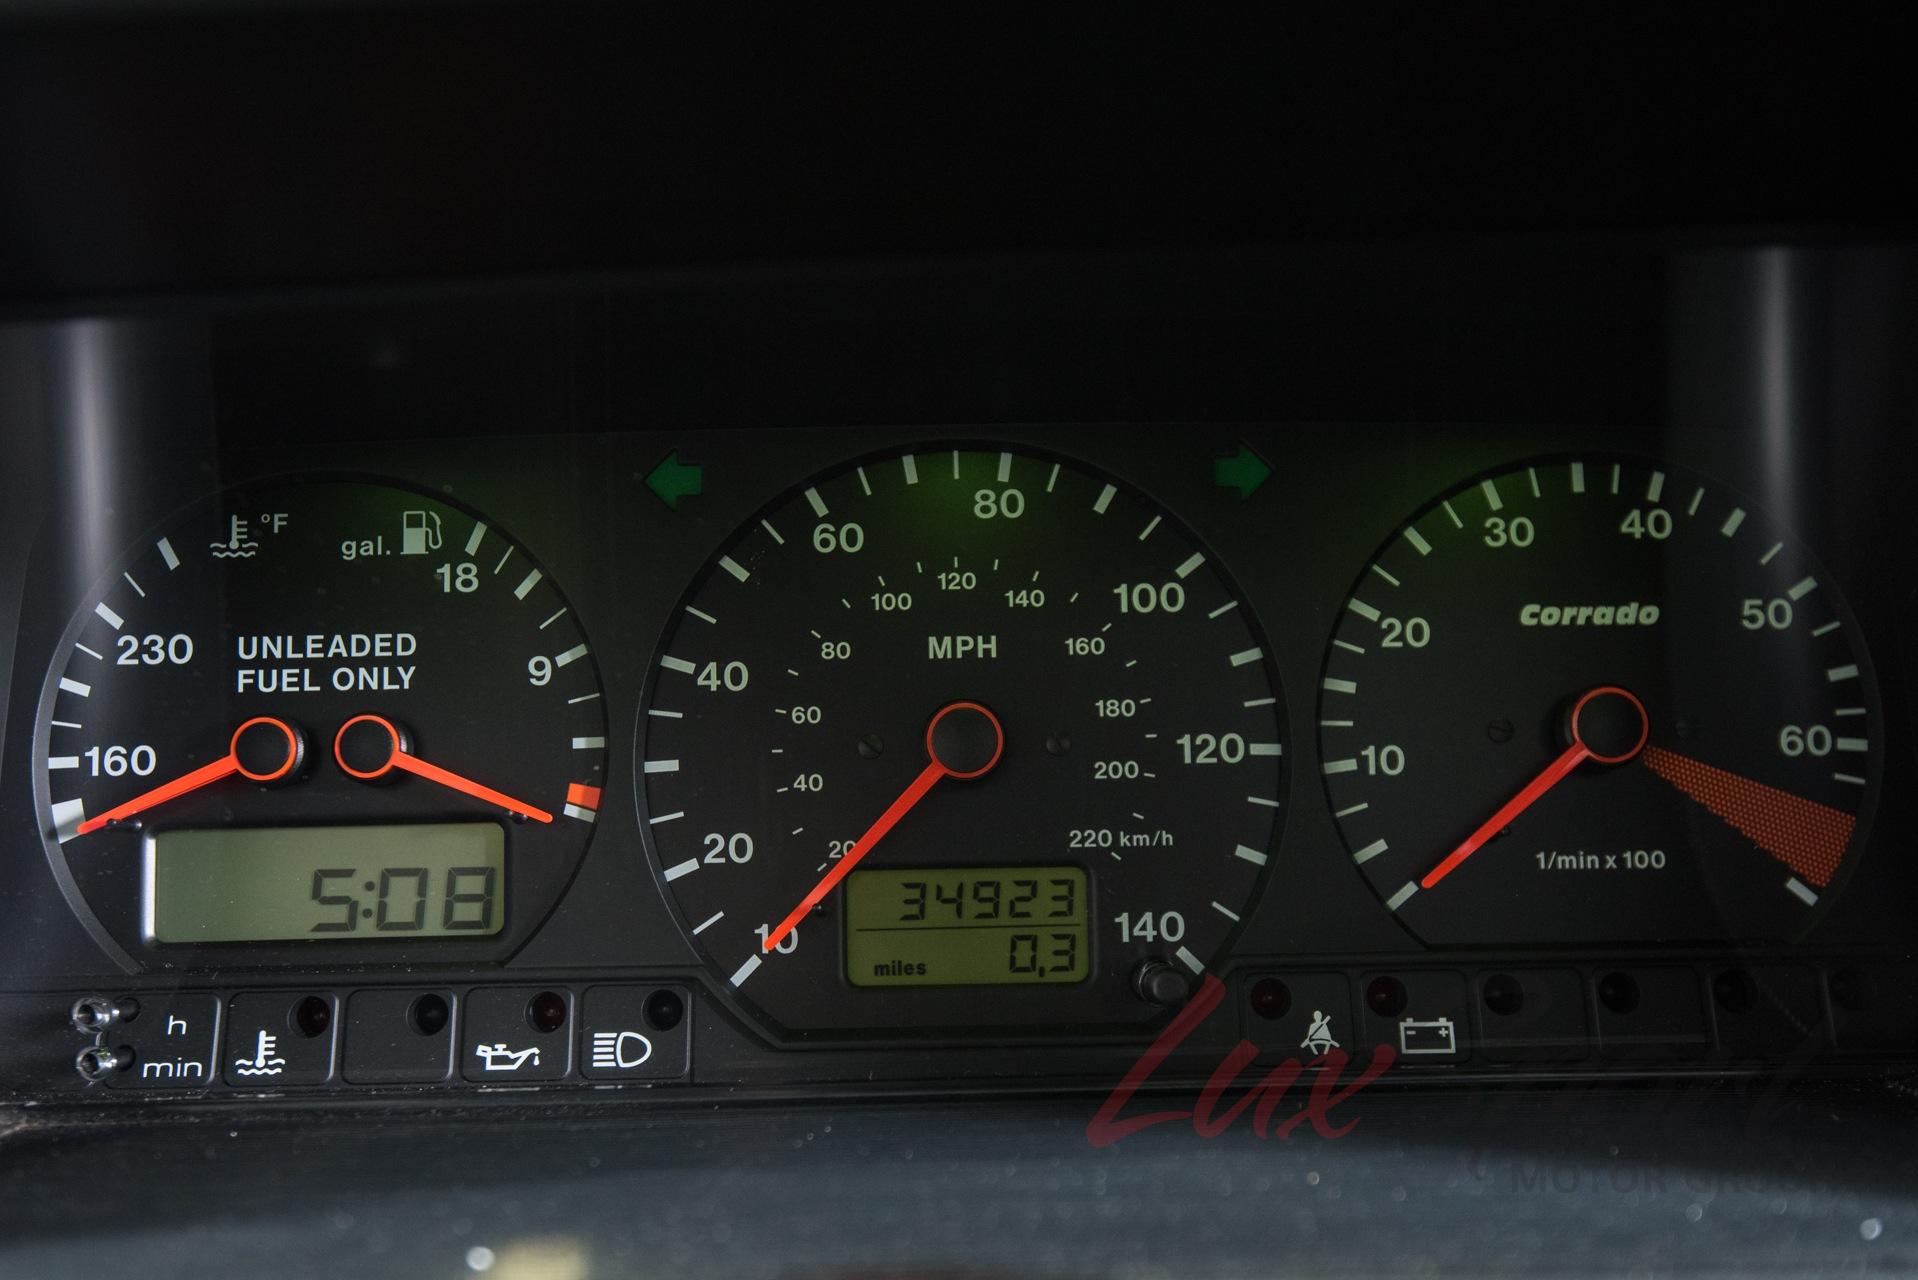 °F
gal.
18
230
UNLEADED
FUEL ONLY
9
160
5:08
60
80
100
40
120
20
10
140
100
120
140
80
160
MPH
60
180
40
200
20
220 km/h
34923
miles 0,3
30
40
20
50
Corrado
10
60
1/min x 100
h
min
Lux
MOTOR GROUP